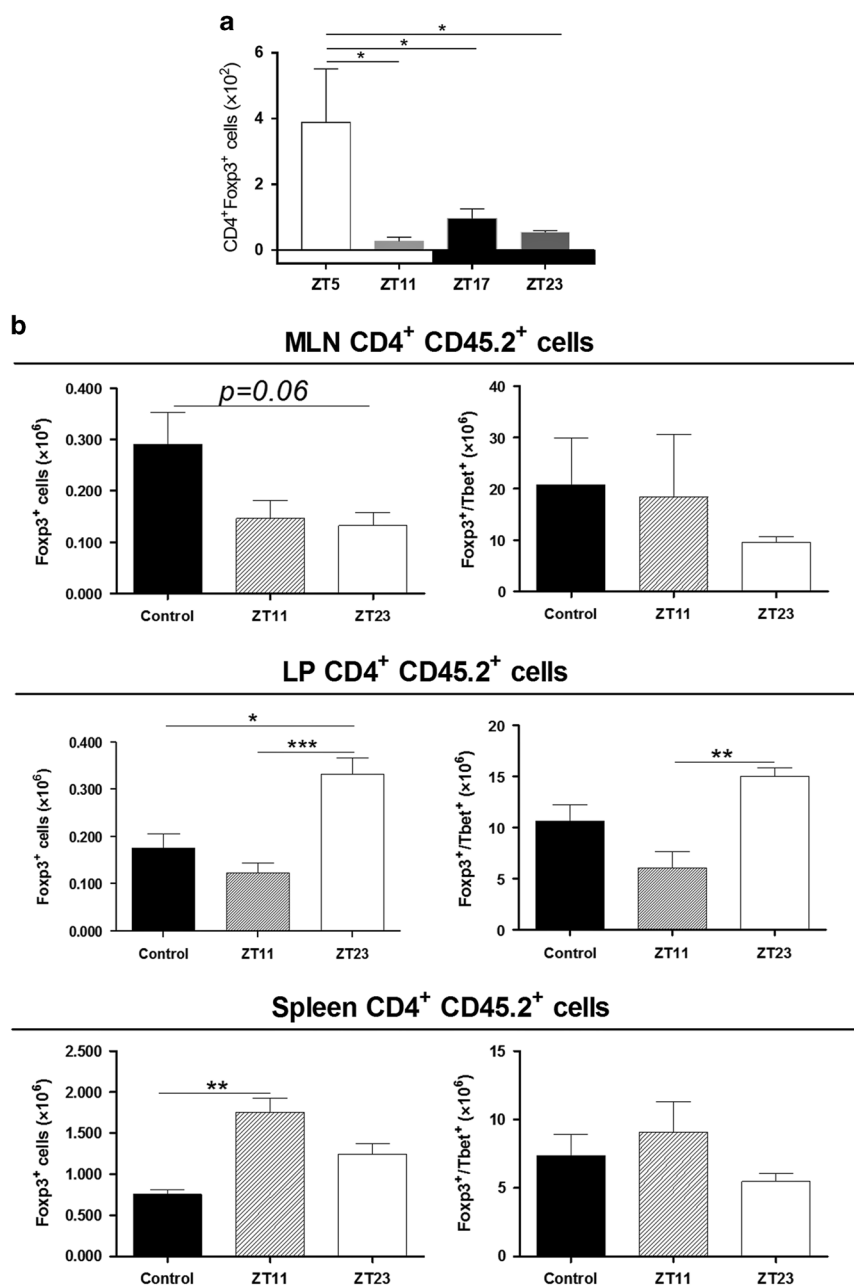 a
* 
* 
*
CD4⁺Foxp3⁺ cells (×10²)
6
4
2
0
ZT5 ZT11 ZT17 ZT23
b
MLN CD4⁺ CD45.2⁺ cells
Foxp3⁺ cells (×10⁶)
0.400
0.300
0.200
0.100
0.000
p=0.06
Control ZT11 ZT23
Foxp3⁺/Tbet⁺ (×10⁶)
40
30
20
10
0
Control ZT11 ZT23
LP CD4⁺ CD45.2⁺ cells
Foxp3⁺ cells (×10⁶)
0.400
0.300
0.200
0.100
0.000
*
***
Control ZT11 ZT23
Foxp3⁺/Tbet⁺ (×10⁶)
20
15
10
5
0
**
Control ZT11 ZT23
Spleen CD4⁺ CD45.2⁺ cells
Foxp3⁺ cells (×10⁶)
2.500
2.000
1.500
1.000
0.500
0.000
**
Control ZT11 ZT23
Foxp3⁺/Tbet⁺ (×10⁶)
15
10
5
0
Control ZT11 ZT23